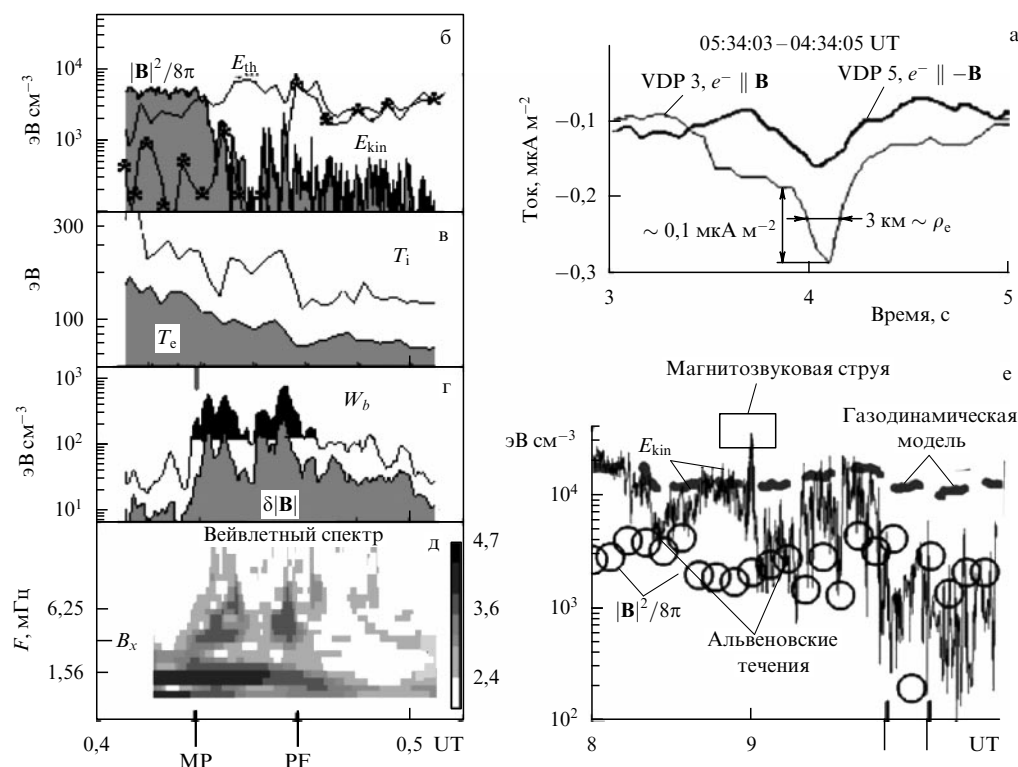 б
10⁴
|B|²/8π
E_th
эВ см⁻³
10³
E_kin
в
300
T_i
эВ
100
T_e
г
10³
W_b
эВ см⁻³
10²
δ|B|
10¹
Вейвлетный спектр
д
4,7
6,25
3,6
F, мГц
B_x
1,56
2,4
0,4
0,5
UT
MP
PF
а
05:34:03 – 04:34:05 UT
VDP 3, e⁻ ∥ B
VDP 5, e⁻ ∥ −B
−0,1
Ток, мкА м⁻²
−0,2
~ 0,1 мкА м⁻²
3 км ~ ρ_e
−0,3
3
4
5
Время, с
е
Магнитозвуковая струя
Газодинамическая
модель
эВ см⁻³
E_kin
10⁴
|B|²/8π
10³
Альвеновские
течения
10²
8
9
UT